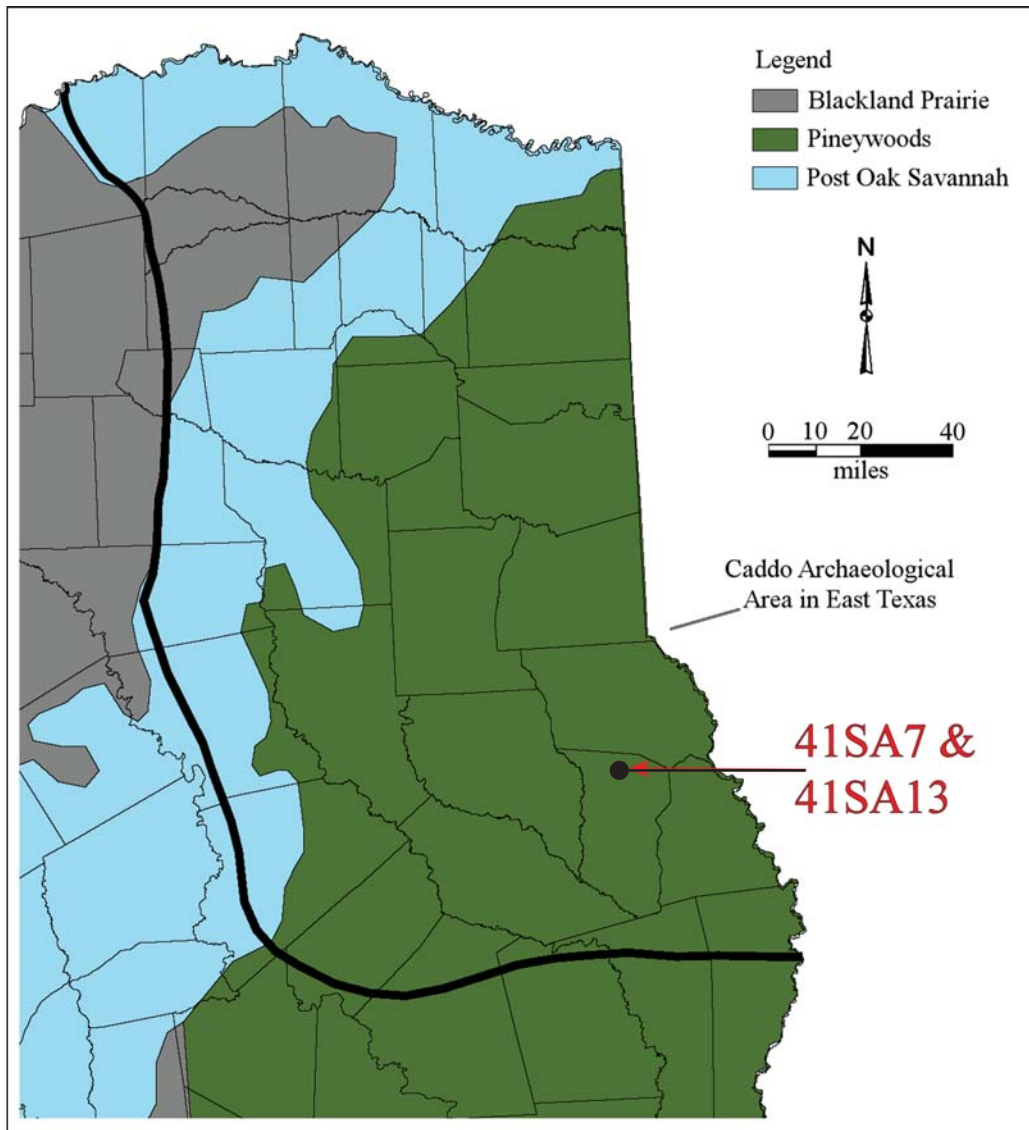 Legend
Blackland Prairie
Pineywoods
Post Oak Savannah
N
0 10 20 40
miles
Caddo Archaeological
Area in East Texas
41SA7 &
41SA13